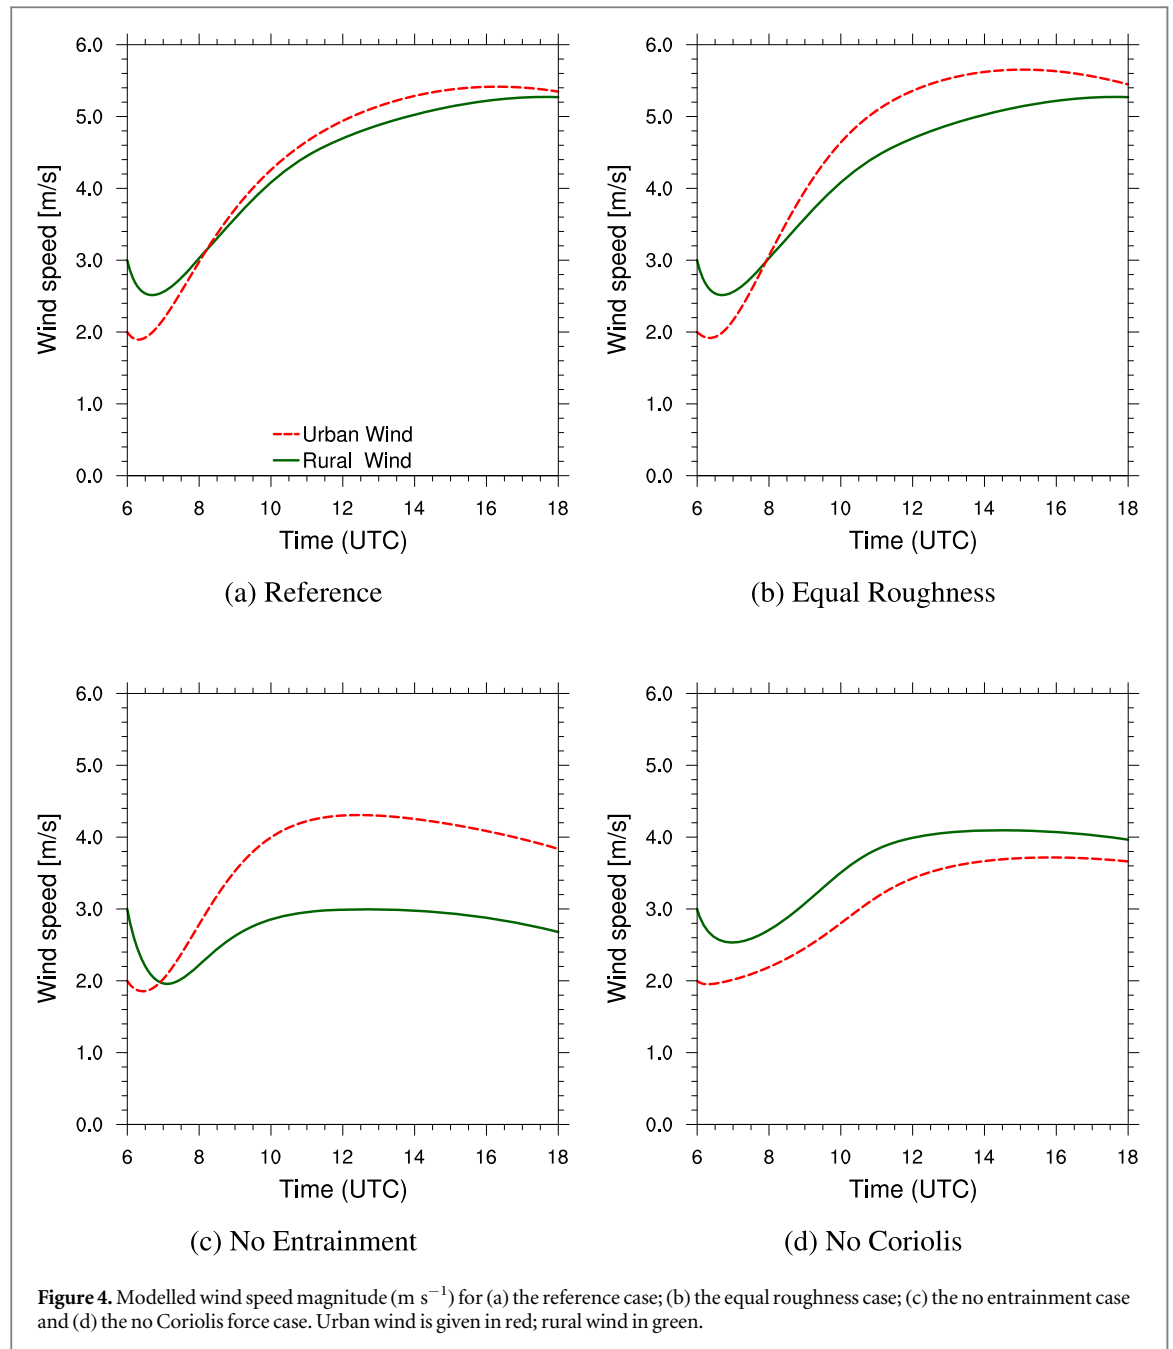 6.0
5.0
4.0
3.0
2.0
1.0
0.0
Wind speed [m/s]
Urban Wind
Rural Wind
6 8 10 12 14 16 18
Time (UTC)
(a) Reference
6.0
5.0
4.0
3.0
2.0
1.0
0.0
Wind speed [m/s]
6 8 10 12 14 16 18
Time (UTC)
(b) Equal Roughness
6.0
5.0
4.0
3.0
2.0
1.0
0.0
Wind speed [m/s]
6 8 10 12 14 16 18
Time (UTC)
(c) No Entrainment
6.0
5.0
4.0
3.0
2.0
1.0
0.0
Wind speed [m/s]
6 8 10 12 14 16 18
Time (UTC)
(d) No Coriolis
Figure 4. Modelled wind speed magnitude (m s⁻¹) for (a) the reference case; (b) the equal roughness case; (c) the no entrainment case
and (d) the no Coriolis force case. Urban wind is given in red; rural wind in green.